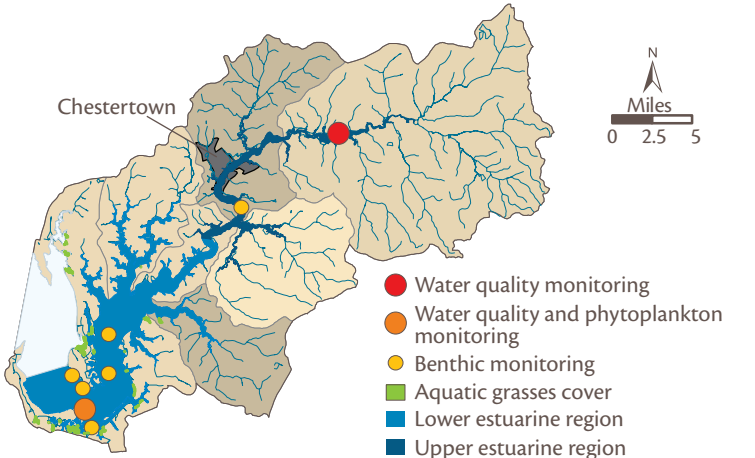 Chestertown
N
Miles
0 2.5 5
Water quality monitoring
Water quality and phytoplankton
monitoring
Benthic monitoring
Aquatic grasses cover
Lower estuarine region
Upper estuarine region